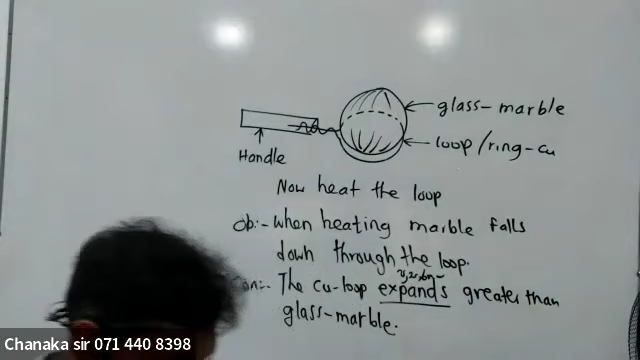 glass-marble
loop/ring-cu
Handle
Now heat the loop
Ob:- When heating marble falls
down through the loop.
Con:- The cu-loop expands greater than
glass-marble.
Chanaka sir 071 440 8398